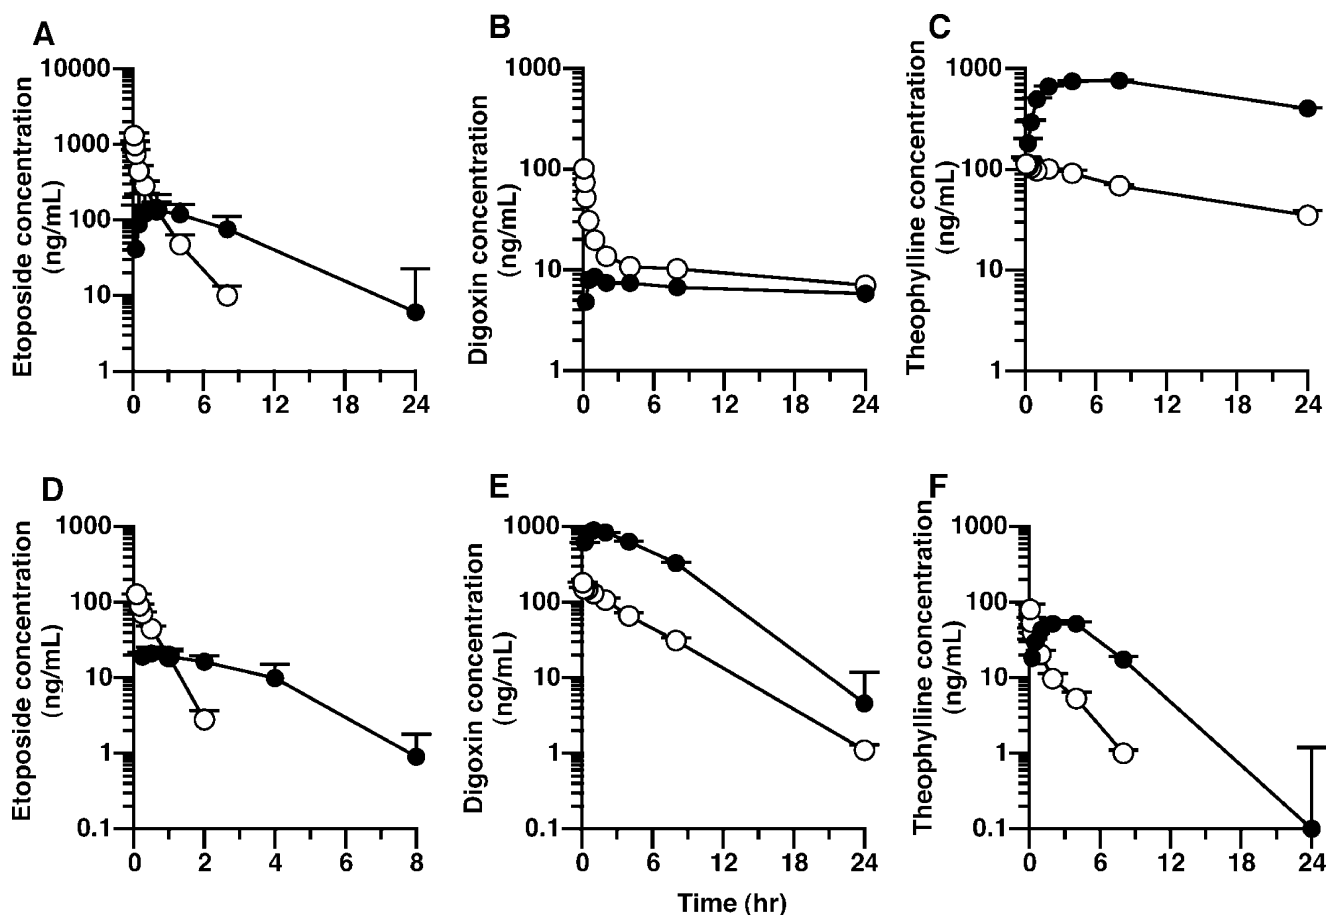 A
B
C
Etoposide concentration
(ng/mL)
10000
1000
100
10
1
0 6 12 18 24
Digoxin concentration
(ng/mL)
1000
100
10
1
0 6 12 18 24
Theophylline concentration
(ng/mL)
1000
100
10
1
0 6 12 18 24
D
E
F
Etoposide concentration
(ng/mL)
1000
100
10
1
0.1
0 2 4 6 8
Digoxin concentration
(ng/mL)
1000
100
10
1
0.1
0 6 12 18 24
Theophylline concentration
(ng/mL)
1000
100
10
1
0.1
0 6 12 18 24
Time (hr)